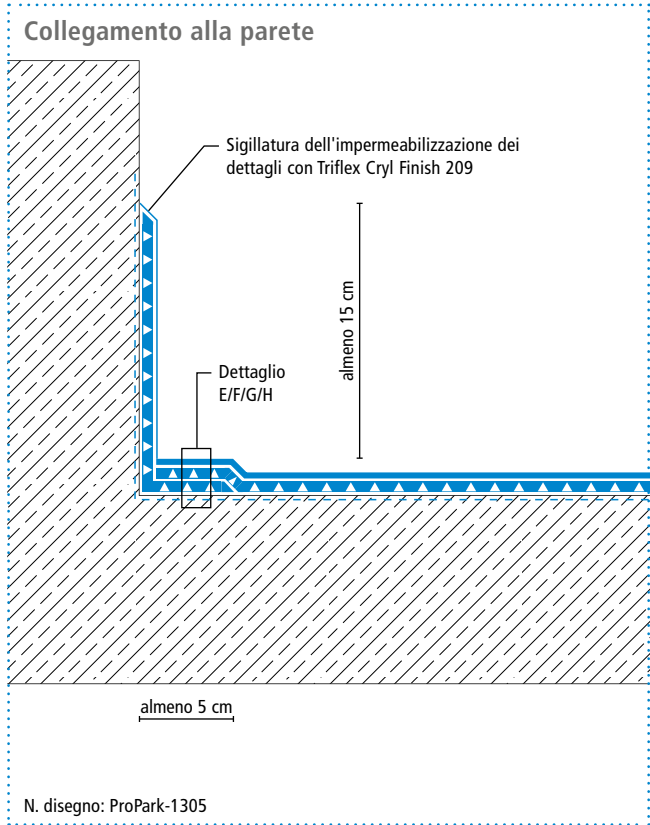 Collegamento alla parete
Sigillatura dell'impermeabilizzazione dei
dettagli con Triflex Cryl Finish 209
almeno 15 cm
Dettaglio
E/F/G/H
almeno 5 cm
N. disegno: ProPark-1305